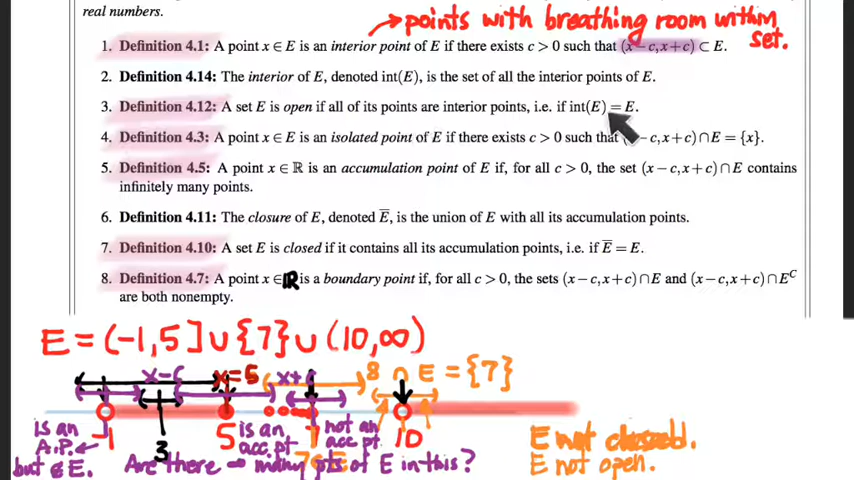 real numbers.
points with breathing room within set.
1. Definition 4.1: A point x ∈ E is an interior point of E if there exists c > 0 such that (x − c, x + c) ⊂ E.
2. Definition 4.14: The interior of E, denoted int(E), is the set of all the interior points of E.
3. Definition 4.12: A set E is open if all of its points are interior points, i.e. if int(E) = E.
4. Definition 4.3: A point x ∈ E is an isolated point of E if there exists c > 0 such that (x − c, x + c) ∩ E = {x}.
5. Definition 4.5: A point x ∈ ℝ is an accumulation point of E if, for all c > 0, the set (x − c, x + c) ∩ E contains
infinitely many points.
6. Definition 4.11: The closure of E, denoted E̅, is the union of E with all its accumulation points.
7. Definition 4.10: A set E is closed if it contains all its accumulation points, i.e. if E̅ = E.
8. Definition 4.7: A point x ∈ ℝ is a boundary point if, for all c > 0, the sets (x − c, x + c) ∩ E and (x − c, x + c) ∩ Eᶜ
are both nonempty.
E = (-1,5] ∪ {7} ∪ (10,∞)
x-c x=5 x+c 8 ∩ E = {7}
-1 3 5 7 10
is an A.P. but ∉ E.
is an acc pt
not an acc pt
Are there ∞ many pts of E in this?
E not closed.
E not open.